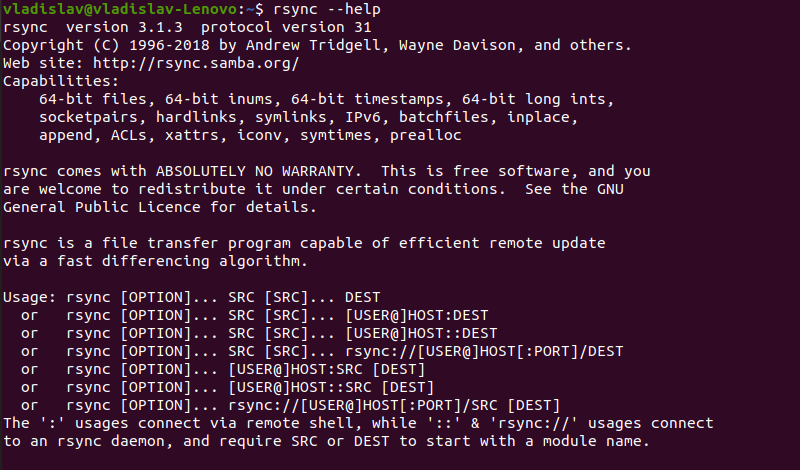 vladislav@vladislav-Lenovo:~$ rsync --help
rsync  version 3.1.3  protocol version 31
Copyright (C) 1996-2018 by Andrew Tridgell, Wayne Davison, and others.
Web site: http://rsync.samba.org/
Capabilities:
    64-bit files, 64-bit inums, 64-bit timestamps, 64-bit long ints,
    socketpairs, hardlinks, symlinks, IPv6, batchfiles, inplace,
    append, ACLs, xattrs, iconv, symtimes, prealloc

rsync comes with ABSOLUTELY NO WARRANTY.  This is free software, and you
are welcome to redistribute it under certain conditions.  See the GNU
General Public Licence for details.

rsync is a file transfer program capable of efficient remote update
via a fast differencing algorithm.

Usage: rsync [OPTION]... SRC [SRC]... DEST
  or   rsync [OPTION]... SRC [SRC]... [USER@]HOST:DEST
  or   rsync [OPTION]... SRC [SRC]... [USER@]HOST::DEST
  or   rsync [OPTION]... SRC [SRC]... rsync://[USER@]HOST[:PORT]/DEST
  or   rsync [OPTION]... [USER@]HOST:SRC [DEST]
  or   rsync [OPTION]... [USER@]HOST::SRC [DEST]
  or   rsync [OPTION]... rsync://[USER@]HOST[:PORT]/SRC [DEST]
The ':' usages connect via remote shell, while '::' & 'rsync://' usages connect
to an rsync daemon, and require SRC or DEST to start with a module name.